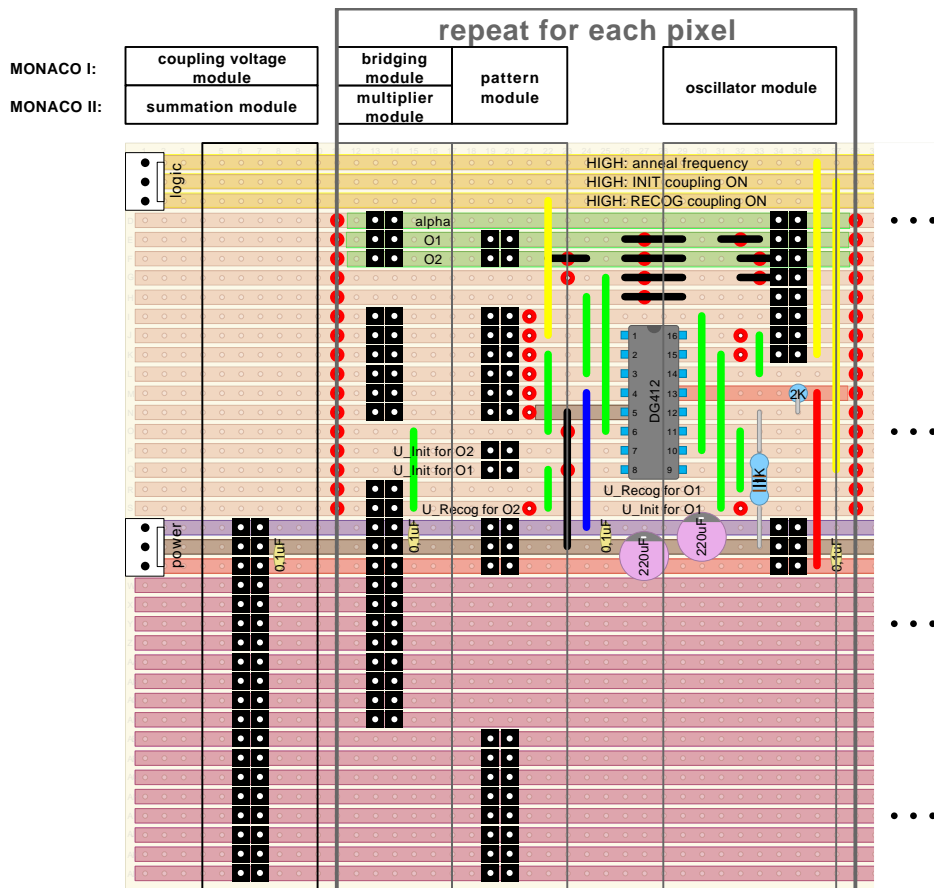 repeat for each pixel
MONACO I:
coupling voltage
module
bridging
module
pattern
module
oscillator module
MONACO II:
summation module
multiplier
module
logic
HIGH: anneal frequency
HIGH: INIT coupling ON
HIGH: RECOG coupling ON
alpha
O1
O2
1
2
3
4
5
6
7
8
DG412
16
15
14
13
12
11
10
9
2K
U_Init for O2
U_Init for O1
U_Recog for O1
U_Recog for O2
U_Init for O1
power
0,1uF
0,1uF
0,1uF
220uF
220uF
0,1uF